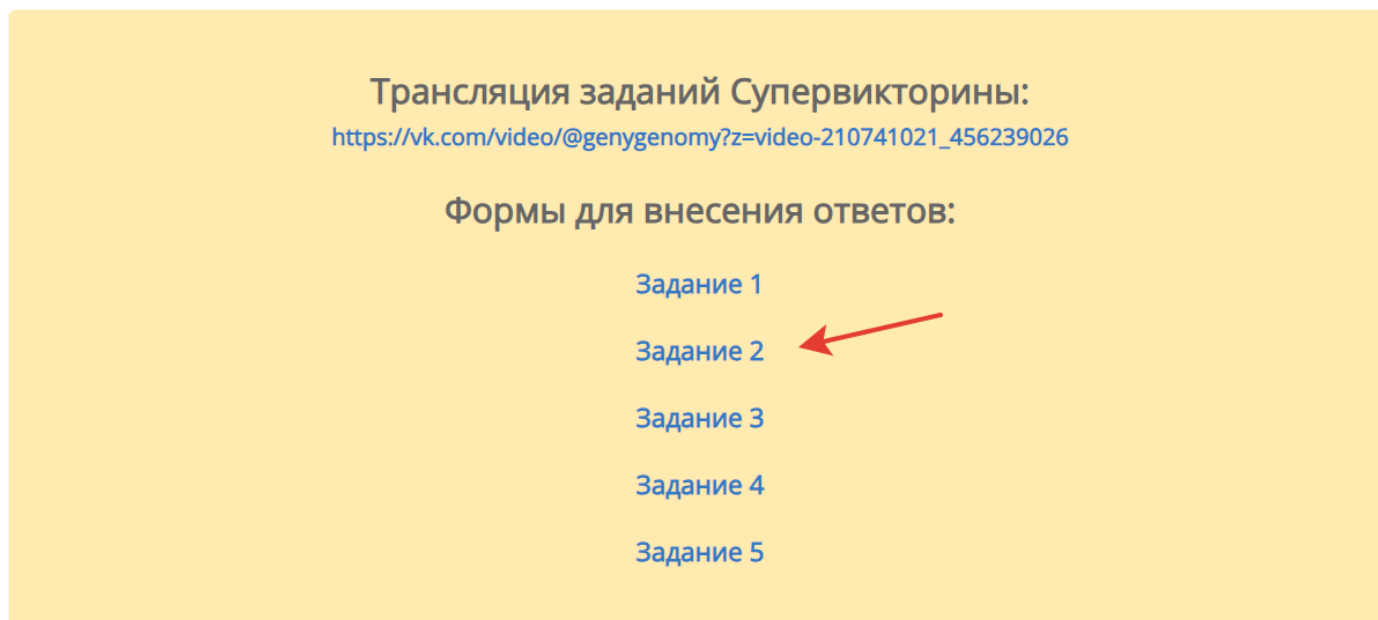 Трансляция заданий Супервикторины:
https://vk.com/video/@genygenomy?z=video-210741021_456239026
Формы для внесения ответов:
Задание 1
Задание 2
Задание 3
Задание 4
Задание 5